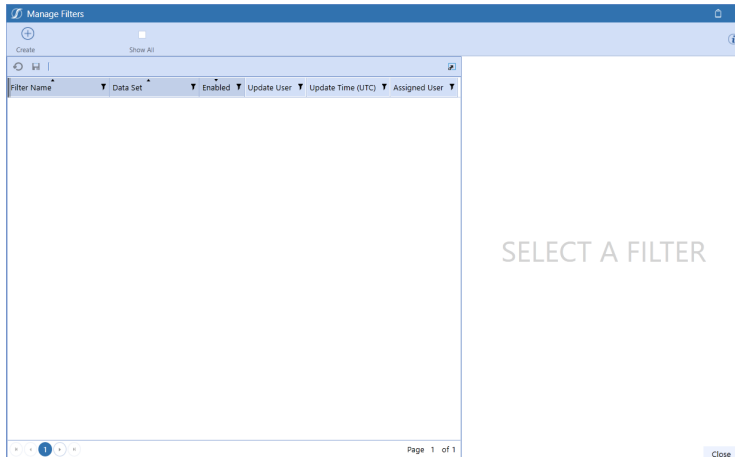 Manage Filters
Create
Show All
Filter Name
Data Set
Enabled
Update User
Update Time (UTC)
Assigned User
SELECT A FILTER
1
Page 1 of 1
Close